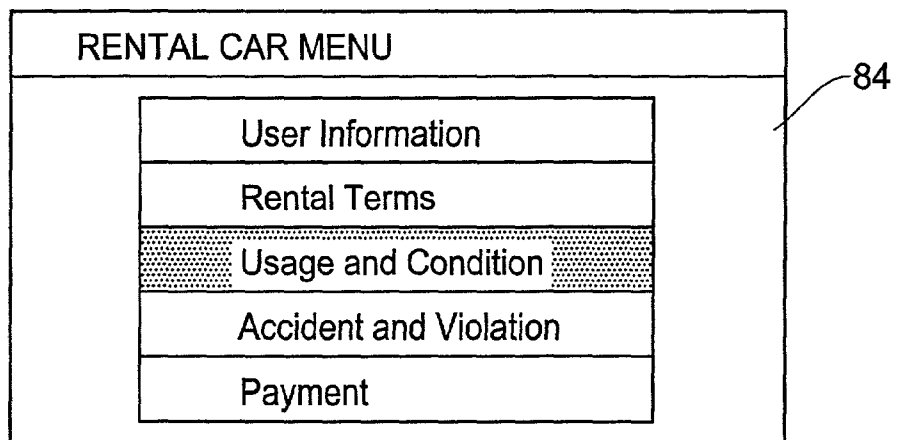 RENTAL CAR MENU
84
User Information
Rental Terms
Usage and Condition
Accident and Violation
Payment